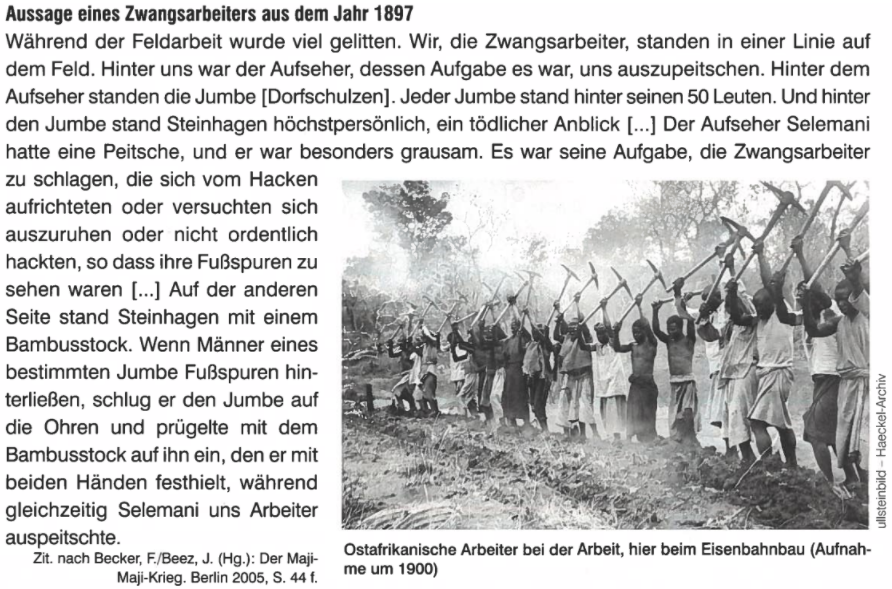 Aussage eines Zwangsarbeiters aus dem Jahr 1897
Während der Feldarbeit wurde viel gelitten. Wir, die Zwangsarbeiter, standen in einer Linie auf
dem Feld. Hinter uns war der Aufseher, dessen Aufgabe es war, uns auszupeitschen. Hinter dem
Aufseher standen die Jumbe [Dorfschulzen]. Jeder Jumbe stand hinter seinen 50 Leuten. Und hinter
den Jumbe stand Steinhagen höchstpersönlich, ein tödlicher Anblick [...] Der Aufseher Selemani
hatte eine Peitsche, und er war besonders grausam. Es war seine Aufgabe, die Zwangsarbeiter
zu schlagen, die sich vom Hacken
aufrichteten oder versuchten sich
auszuruhen oder nicht ordentlich
hackten, so dass ihre Fußspuren zu
sehen waren [...] Auf der anderen
Seite stand Steinhagen mit einem
Bambusstock. Wenn Männer eines
bestimmten Jumbe Fußspuren hin-
terließen, schlug er den Jumbe auf
die Ohren und prügelte mit dem
Bambusstock auf ihn ein, den er mit
beiden Händen festhielt, während
gleichzeitig Selemani uns Arbeiter
auspeitschte.
Zit. nach Becker, F./Beez, J. (Hg.): Der Maji-
Maji-Krieg. Berlin 2005, S. 44 f.
ullsteinbild – Haeckel-Archiv
Ostafrikanische Arbeiter bei der Arbeit, hier beim Eisenbahnbau (Aufnah-
me um 1900)